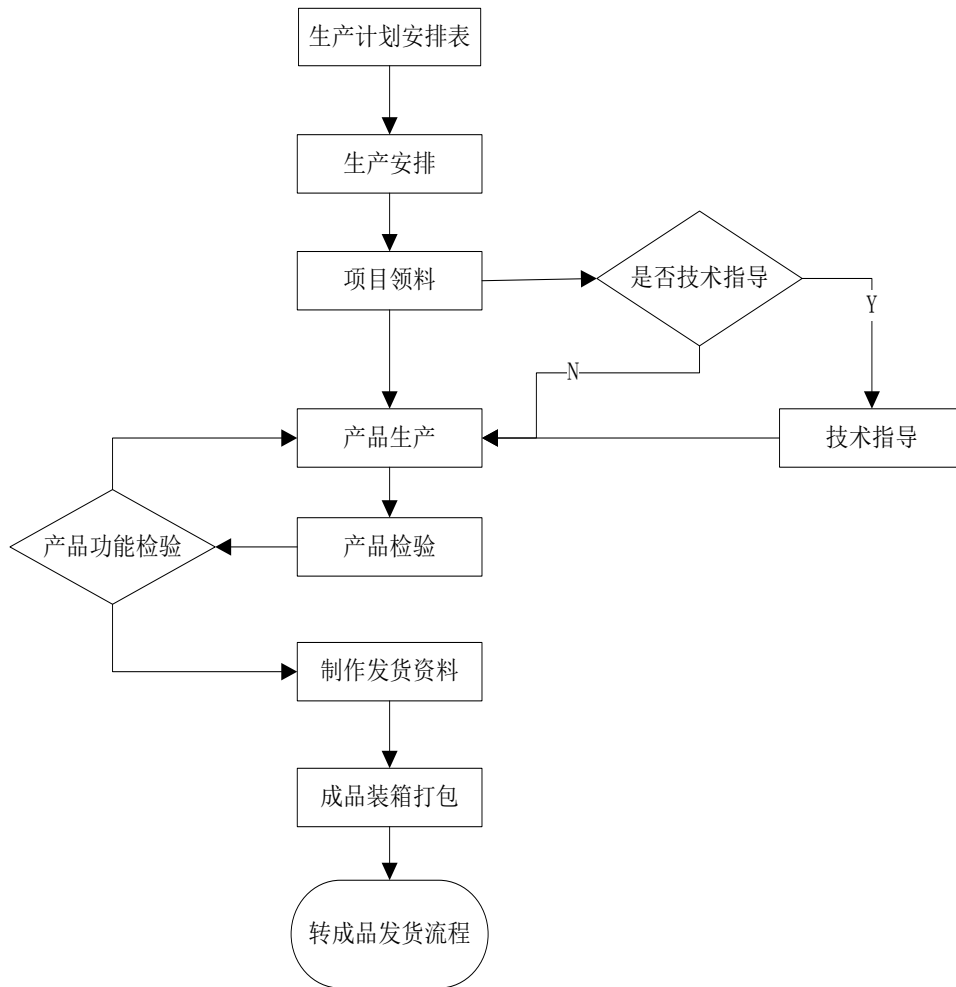 生产计划安排表
生产安排
项目领料
是否技术指导
Y
N
产品生产
技术指导
产品功能检验
产品检验
制作发货资料
成品装箱打包
转成品发货流程